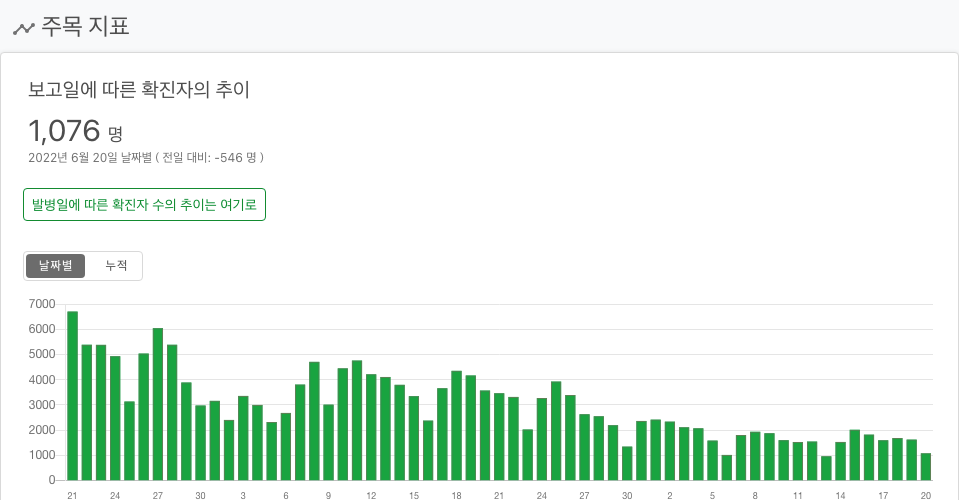 주목 지표
보고일에 따른 확진자의 추이
1,076 명
2022년 6월 20일 날짜별 ( 전일 대비: -546 명 )
발병일에 따른 확진자 수의 추이는 여기로
날짜별 누적
7000
6000
5000
4000
3000
2000
1000
0
21 24 27 30 3 6 9 12 15 18 21 24 27 30 2 5 8 11 14 17 20